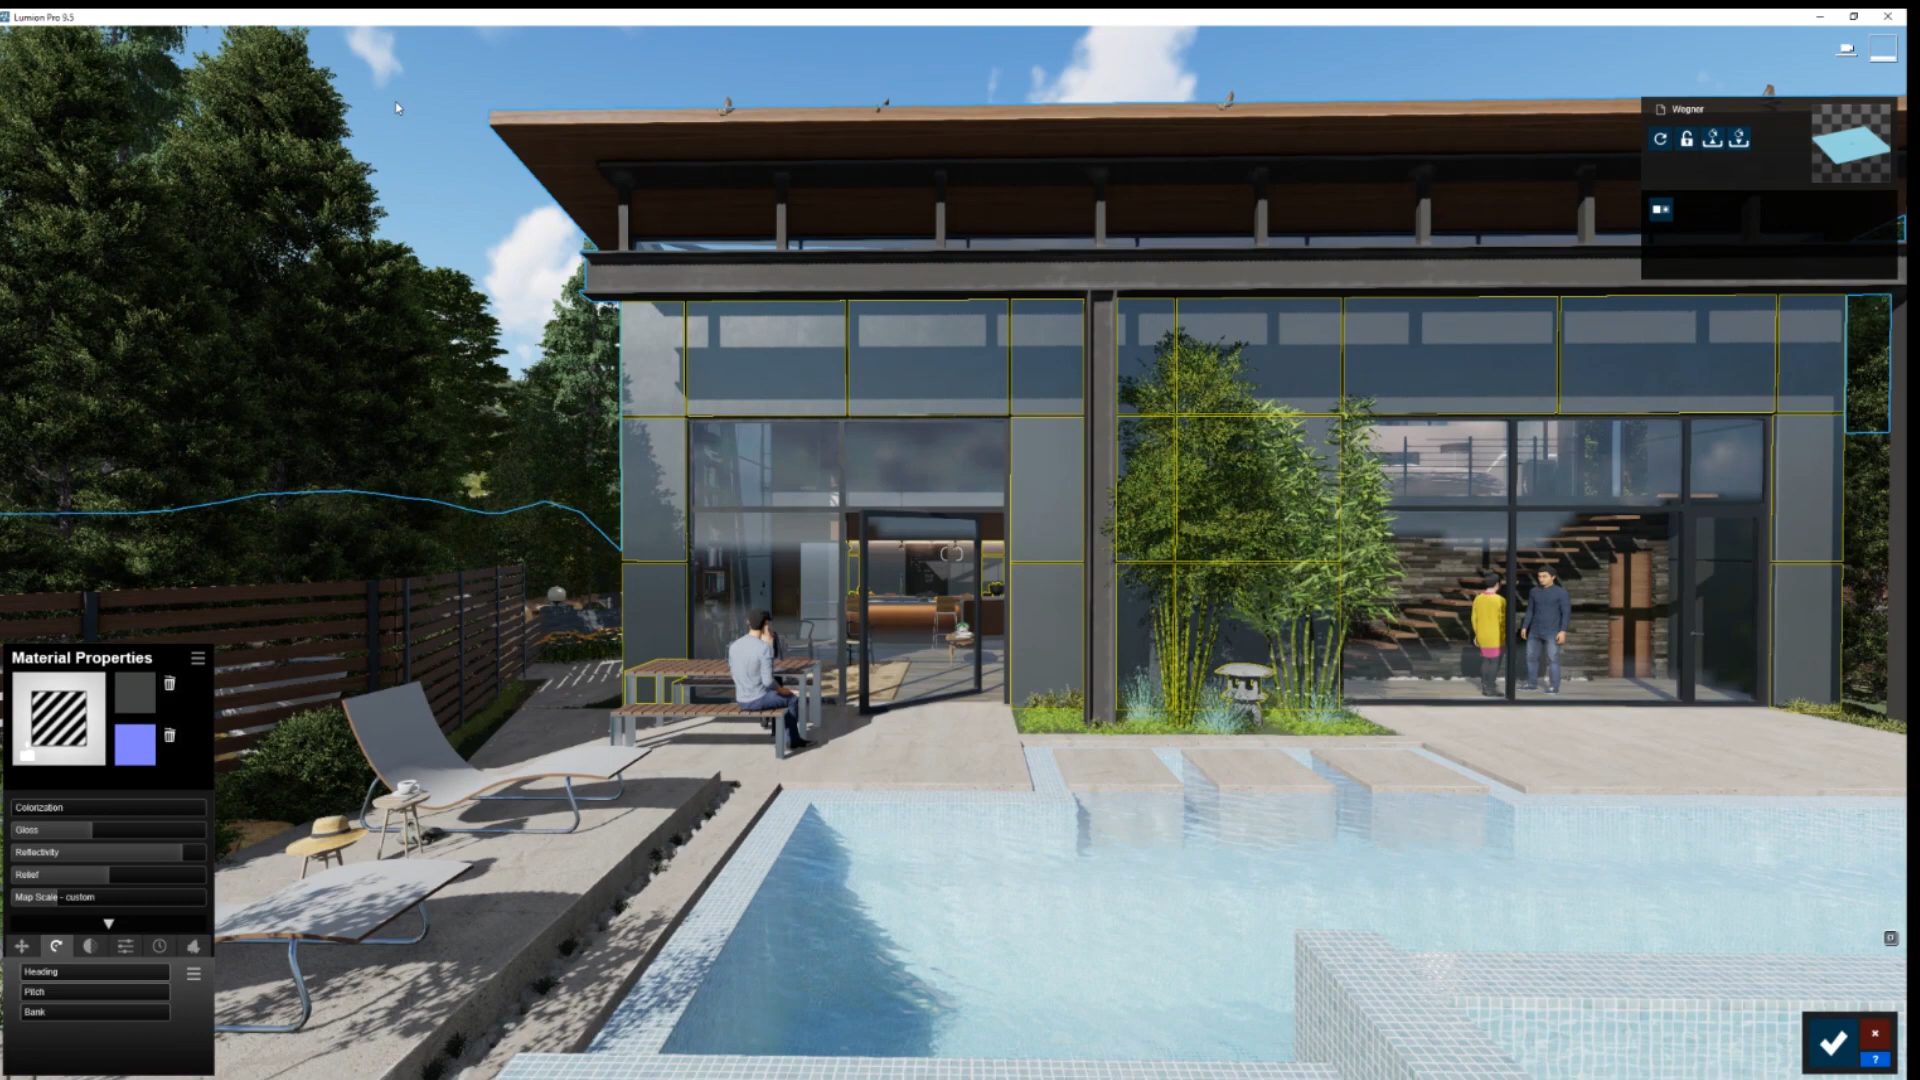 Lumion Pro 9.5
Wegner
Material Properties
Colorization
Gloss
Reflectivity
Relief
Map Scale - custom
Heading
Pitch
Bank
?